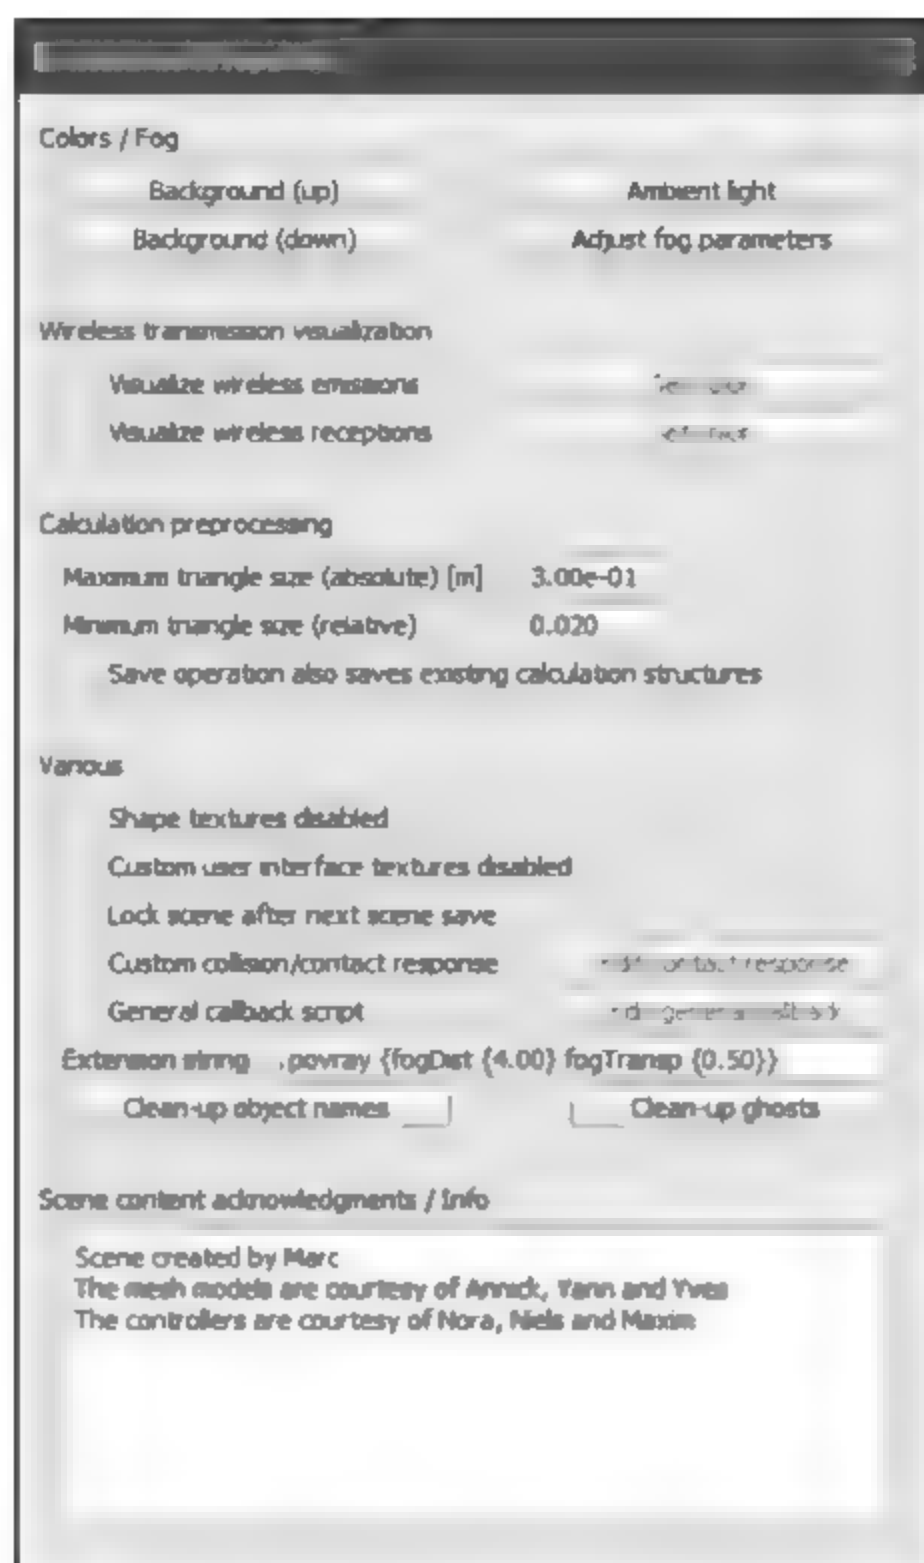 Colors / Fog
Background (up) Ambient light
Background (down) Adjust fog parameters
Wireless transmission visualization
Visualize wireless emissions
Visualize wireless receptions
Calculation preprocessing
Maximum triangle size (absolute) [m] 3.00e-01
Minimum triangle size (relative) 0.020
Save operation also saves existing calculation structures
Various
Shape textures disabled
Custom user interface textures disabled
Lock scene after next scene save
Custom collision/contact response contact response
General callback script general callback
Extension string povray {fogDist {4.00} fogTransp {0.50}}
Clean-up object names Clean-up ghosts
Scene content acknowledgments / Info
Scene created by Marc
The mesh models are courtesy of Annick, Yann and Yves
The controllers are courtesy of Nora, Niels and Maxim